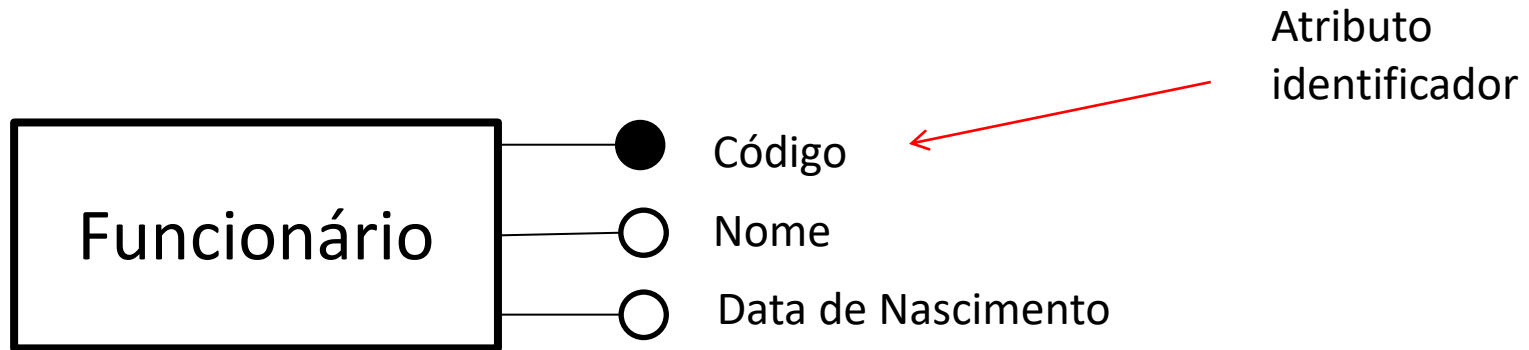 Atributo
identificador
Código
Funcionário
Nome
Data de Nascimento